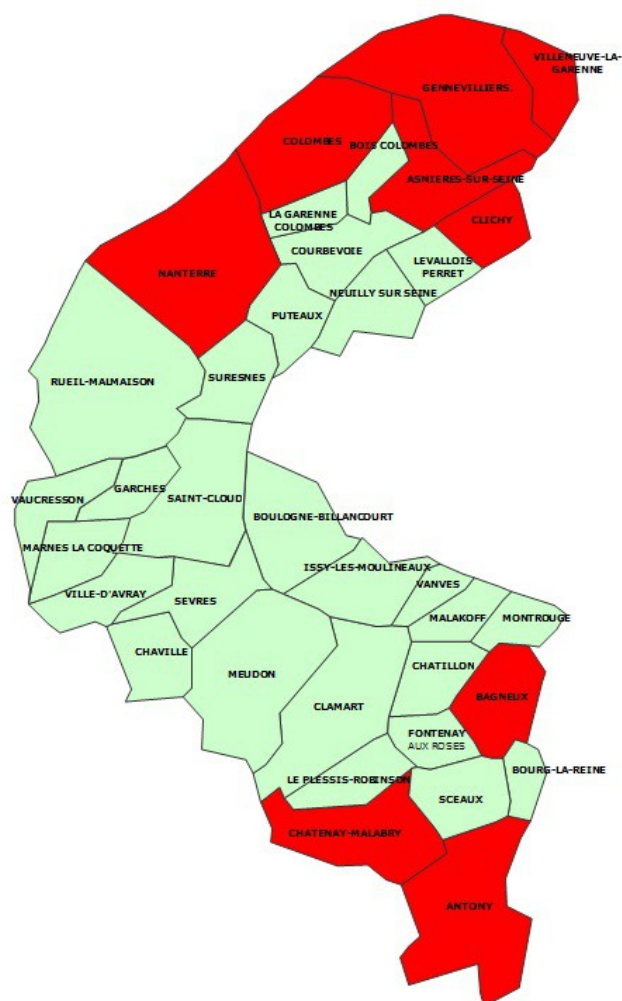 VILLENEUVE-LA-
GARENNE
GENNEVILLIERS.
COLOMBES
BOIS COLOMBES
ASNIERES-SUR-SEINE
LA GARENNE
COLOMBES
CLICHY
COURBEVOIE
LEVALLOIS
PERRET
NANTERRE
NEUILLY SUR SEINE
PUTEAUX
RUEIL-MALMAISON
SURESNES
GARCHES
VAUCRESSON
SAINT-CLOUD
BOULOGNE-BILLANCOURT
MARNES LA COQUETTE
ISSY-LES-MOULINEAUX
VANVES
VILLE-D'AVRAY
SEVRES
MALAKOFF
MONTROUGE
CHAVILLE
MEUDON
CHATILLON
BAGNEUX
CLAMART
FONTENAY
AUX ROSES
BOURG-LA-REINE
LE PLESSIS-ROBINSON
SCEAUX
CHATENAY-MALABRY
ANTONY